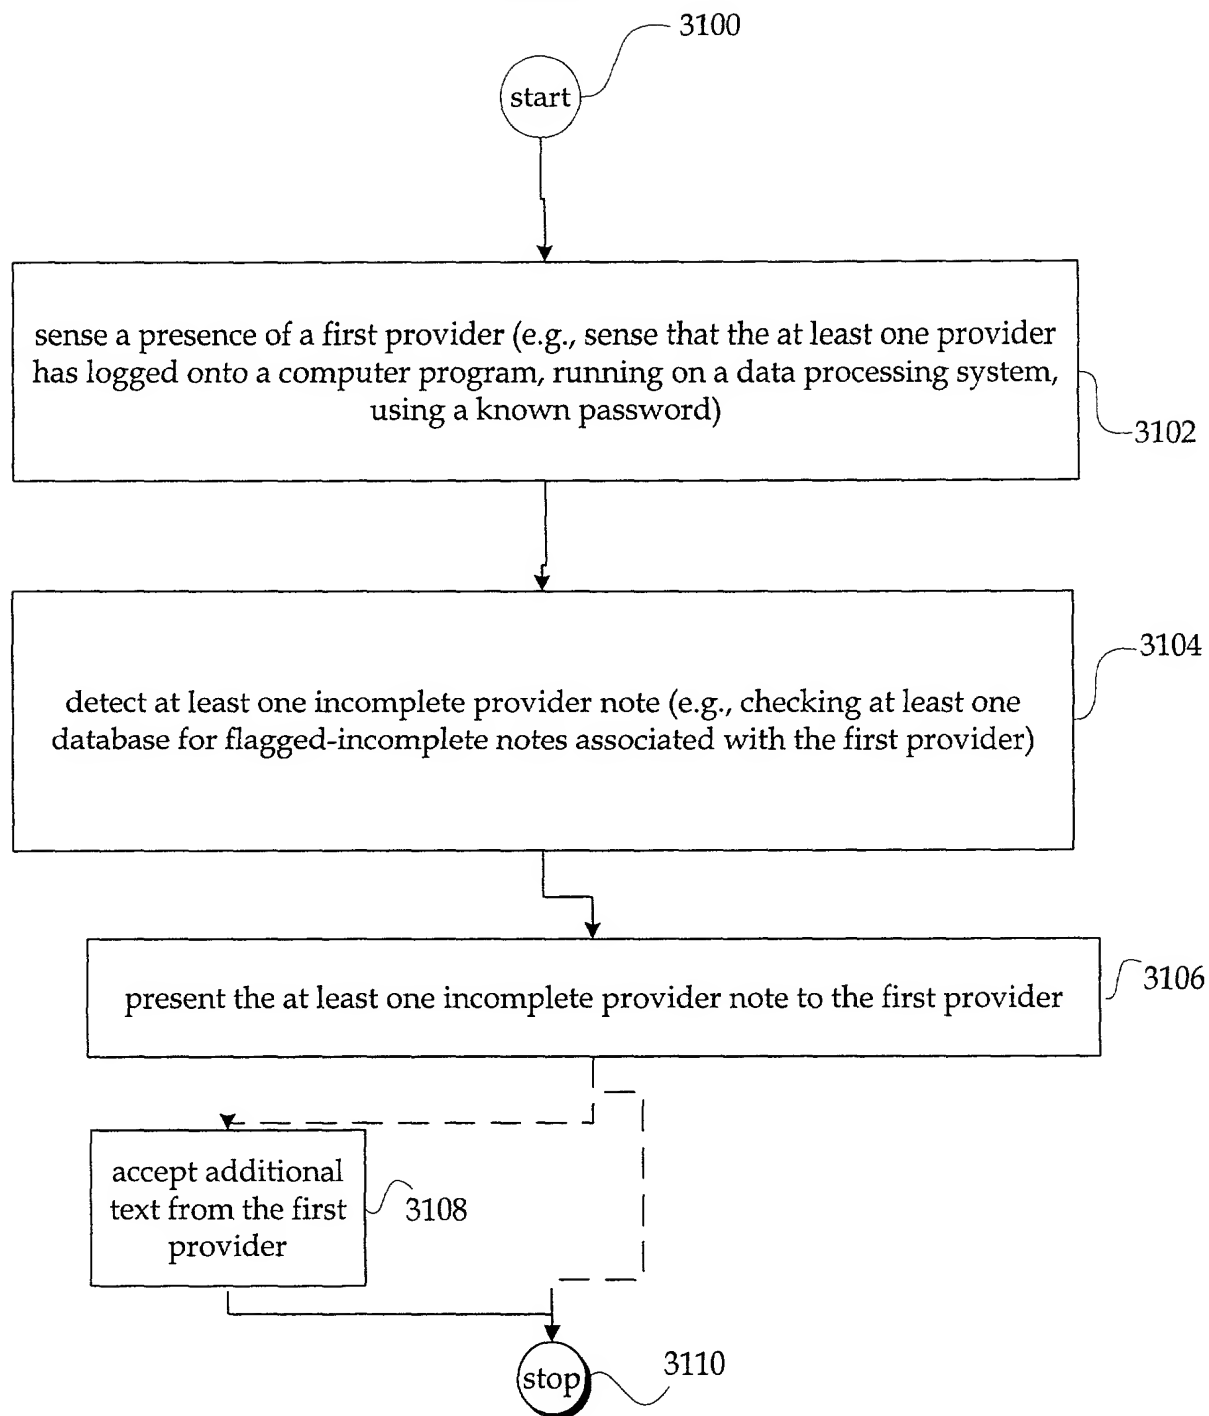 3100
start
sense a presence of a first provider (e.g., sense that the at least one provider
has logged onto a computer program, running on a data processing system,
using a known password)
3102
3104
detect at least one incomplete provider note (e.g., checking at least one
database for flagged-incomplete notes associated with the first provider)
3106
present the at least one incomplete provider note to the first provider
accept additional
text from the first
provider
3108
3110
stop